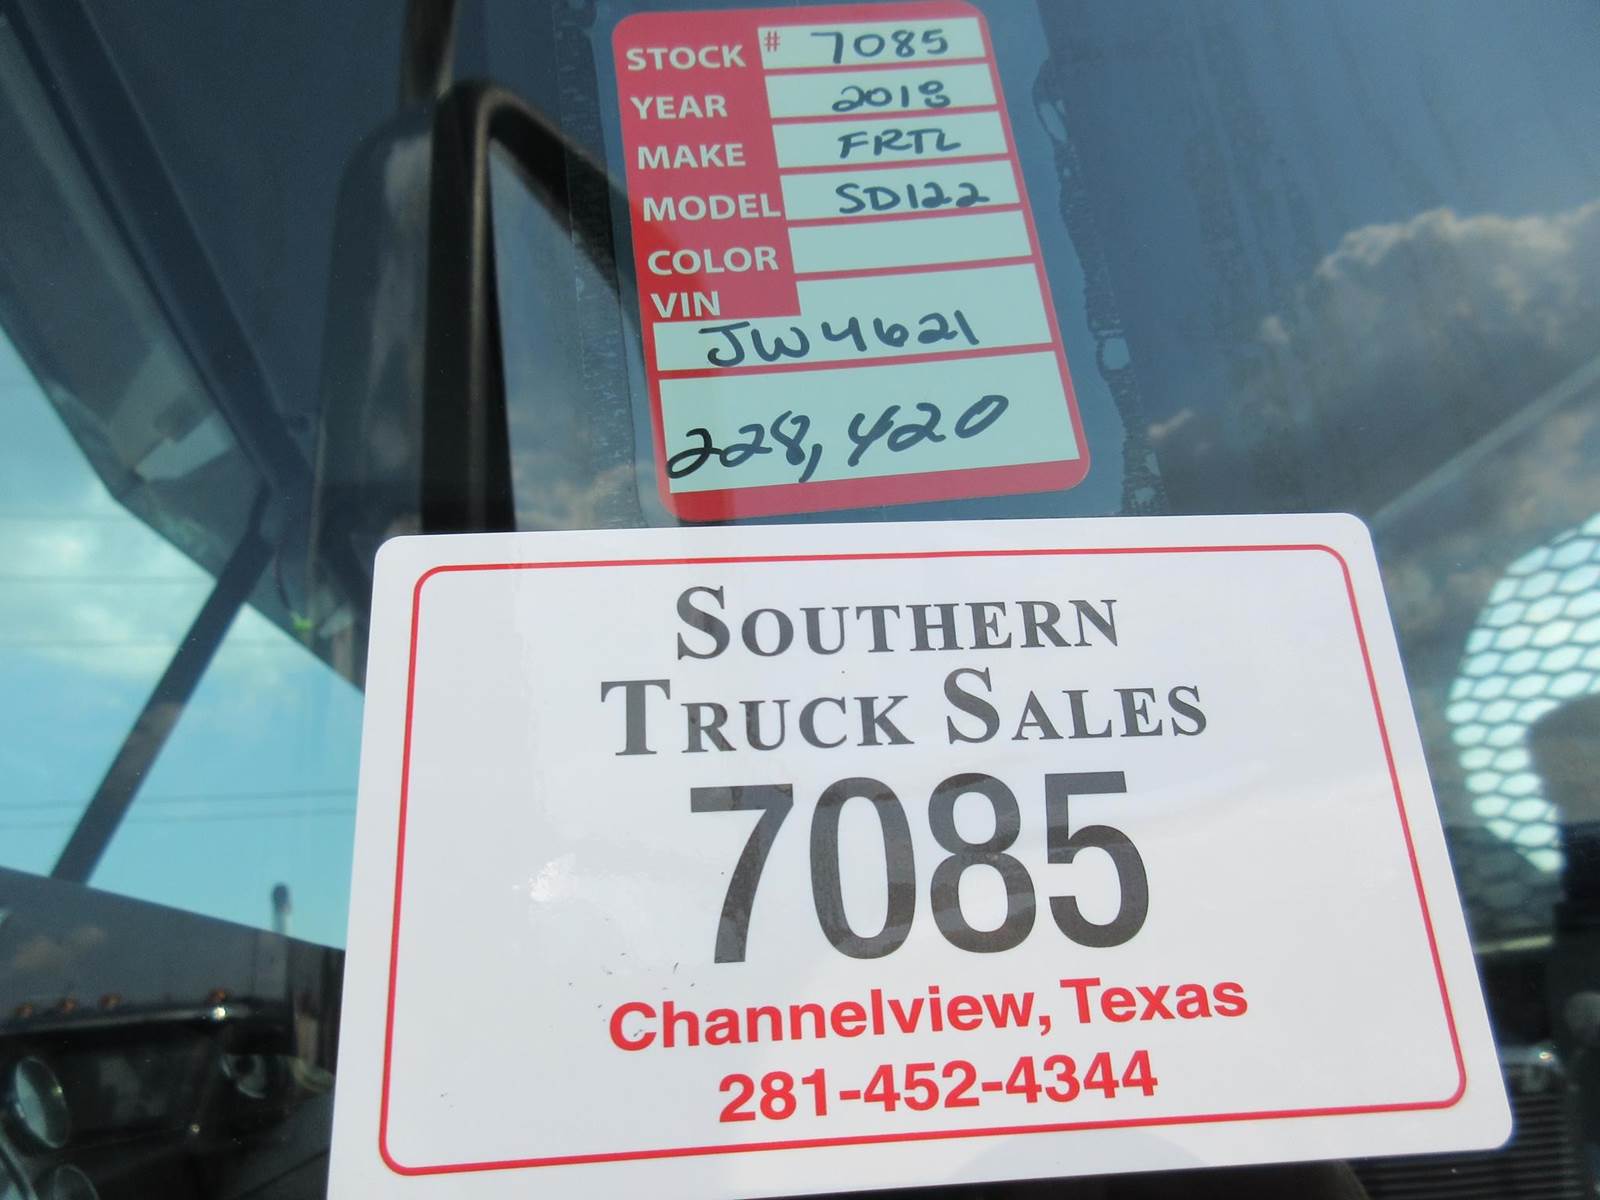 STOCK # 7085
YEAR 2018
MAKE FRTL
MODEL SD122
COLOR
VIN
JW4621
228,420
SOUTHERN
TRUCK SALES
7085
Channelview, Texas
281-452-4344